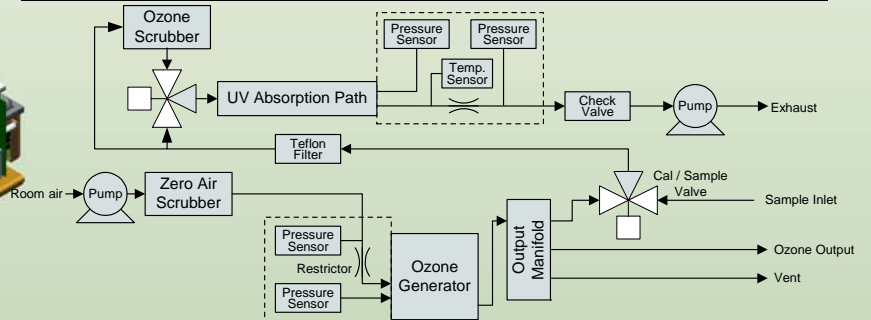 Ozone
Scrubber
Pressure
Sensor
Pressure
Sensor
Temp.
Sensor
UV Absorption Path
Check
Valve
Pump
Exhaust
Teflon
Filter
Room air
Pump
Zero Air
Scrubber
Cal / Sample
Valve
Sample Inlet
Pressure
Sensor
Restrictor
Pressure
Sensor
Ozone
Generator
Output
Manifold
Ozone Output
Vent